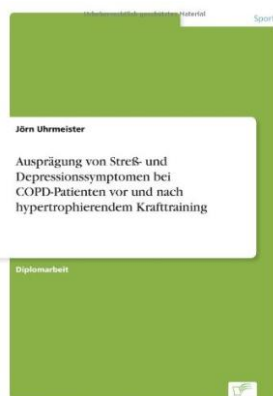 Urheberrechtlich geschütztes Material
Sport
Jörn Uhrmeister
Ausprägung von Streß- und
Depressionssymptomen bei
COPD-Patienten vor und nach
hypertrophierendem Krafttraining
Diplomarbeit